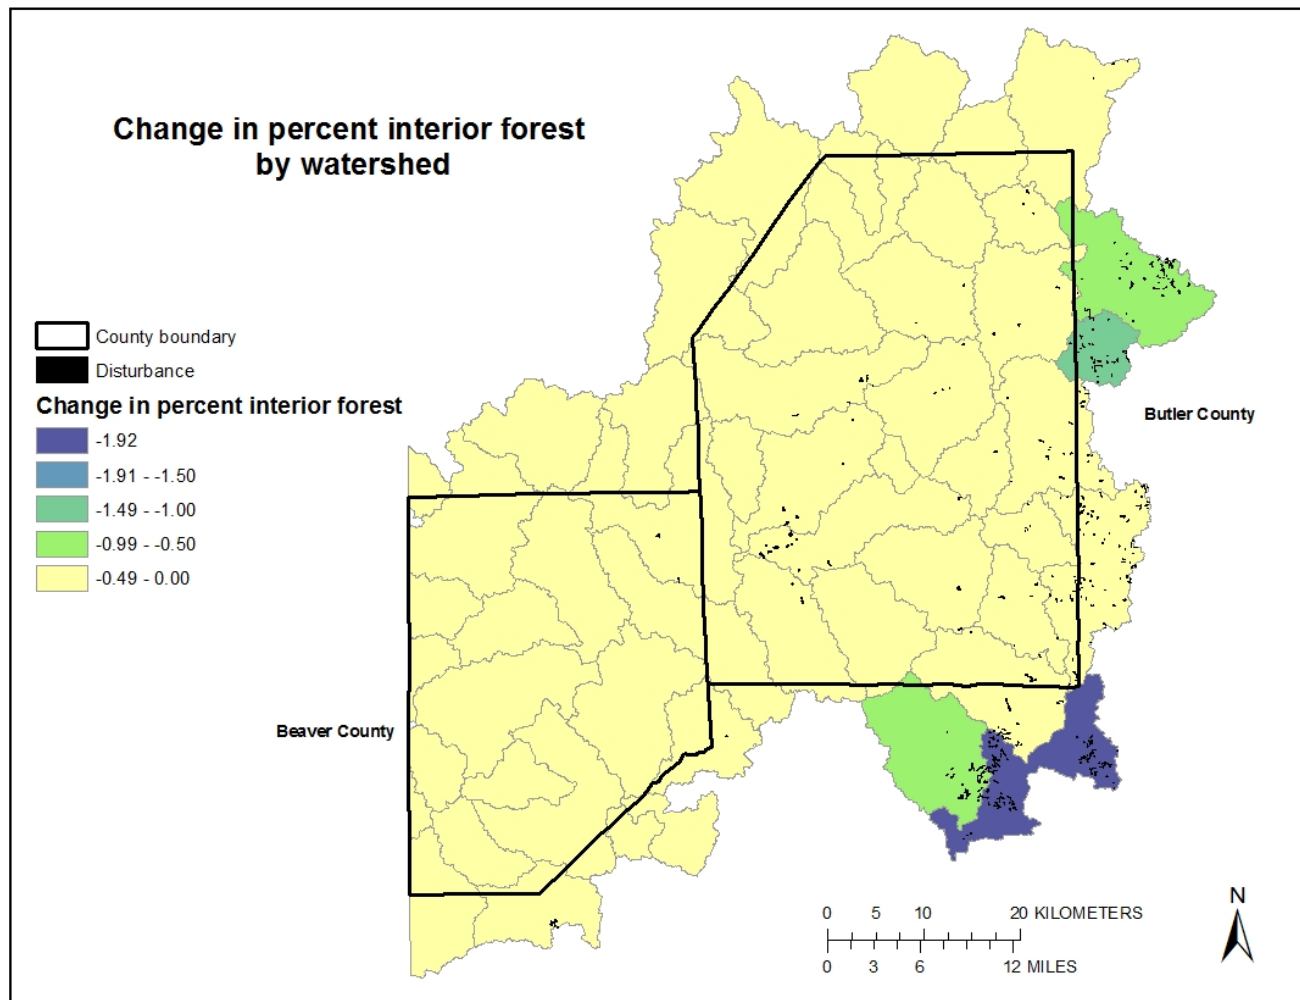 Change in percent interior forest
by watershed
County boundary
Disturbance
Change in percent interior forest
-1.92
-1.91 - -1.50
-1.49 - -1.00
-0.99 - -0.50
-0.49 - 0.00
Butler County
Beaver County
N
0 5 10 20 KILOMETERS
0 3 6 12 MILES